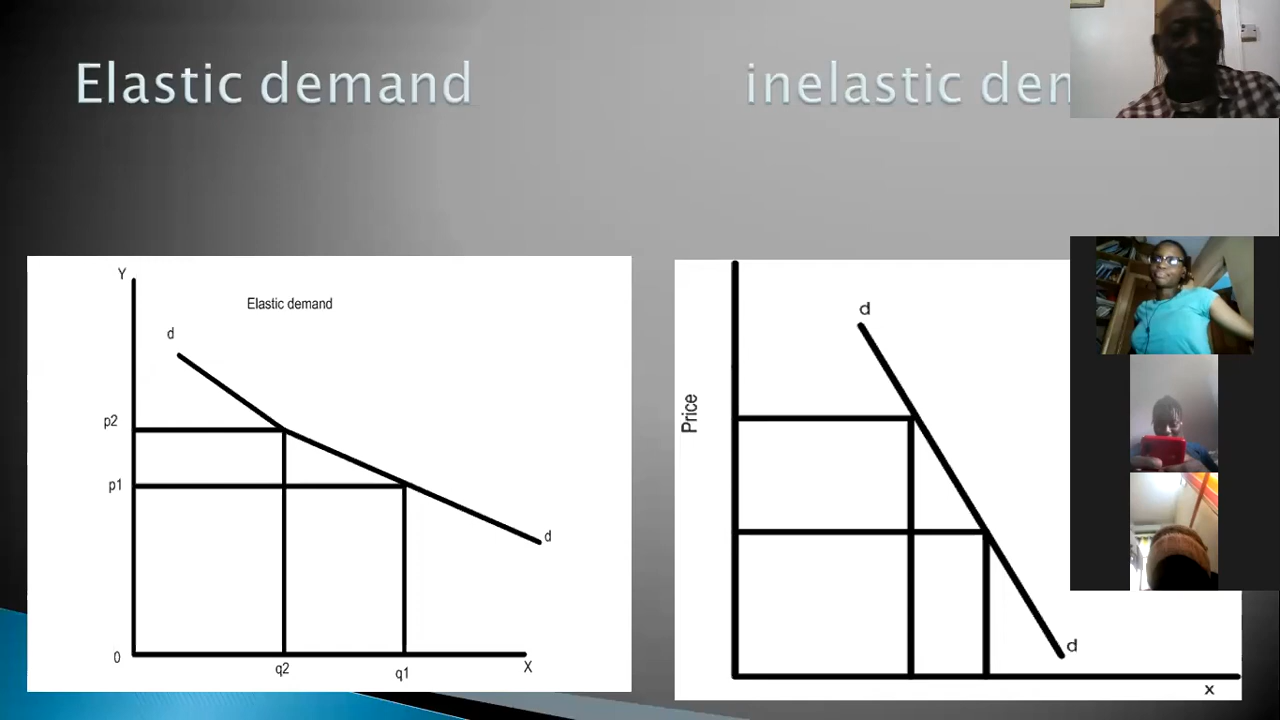 Elastic demand
inelastic den
Y
Elastic demand
d
p2
p1
d
0
q2
q1
X
d
Price
d
x